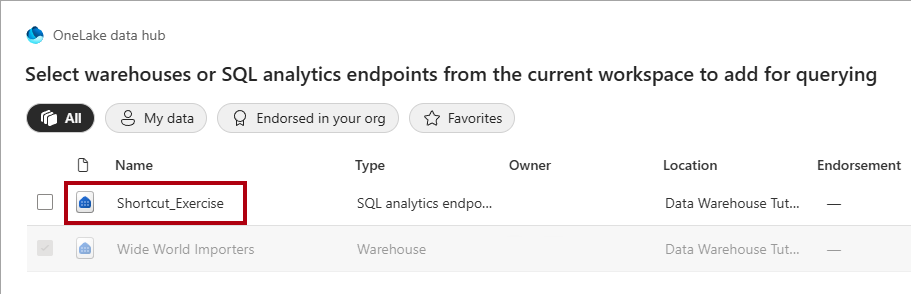 OneLake data hub
Select warehouses or SQL analytics endpoints from the current workspace to add for querying
All My data Endorsed in your org Favorites
Name Type Owner Location Endorsement
Shortcut_Exercise SQL analytics endpo... Data Warehouse Tut... —
Wide World Importers Warehouse Data Warehouse Tut... —